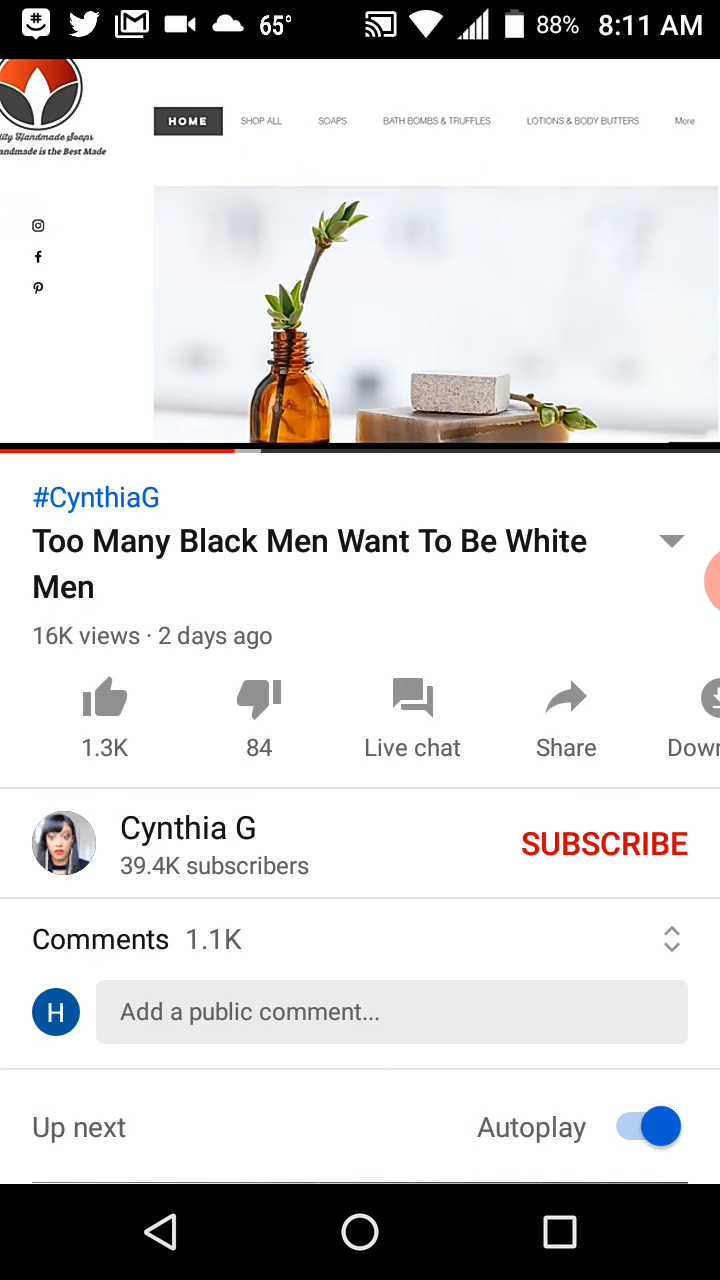 65°
88%
8:11 AM
Handmade Soaps
andmade is the Best Made
HOME
SHOP ALL
SOAPS
BATH BOMBS & TRUFFLES
LOTIONS & BODY BUTTERS
More
#CynthiaG
Too Many Black Men Want To Be White
Men
16K views · 2 days ago
1.3K
84
Live chat
Share
Down
Cynthia G
39.4K subscribers
SUBSCRIBE
Comments 1.1K
H
Add a public comment...
Up next
Autoplay